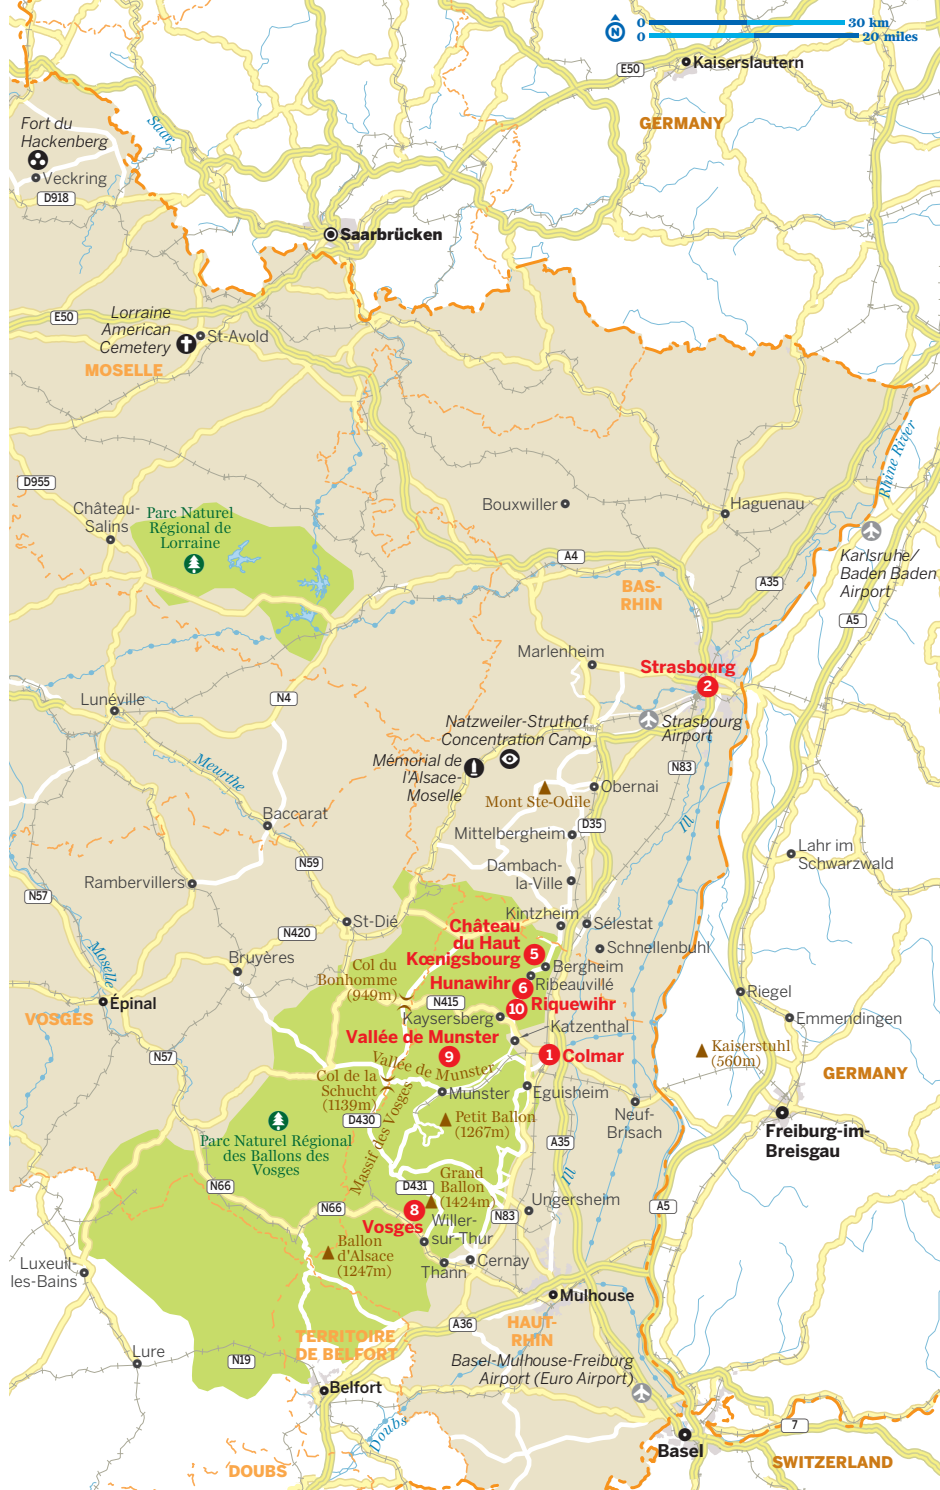 0 30 km
N
0 20 miles
E50
Kaiserslautern
Fort du
Hackenberg
Saar
GERMANY
Veckring
D918
Saarbrücken
E50
Lorraine
American
Cemetery
St-Avold
MOSELLE
Rhine River
D955
Château-
Salins
Parc Naturel
Régional de
Lorraine
Bouxwiller
Haguenau
A4
Karlsruhe/
Baden Baden
Airport
BAS-
RHIN
A35
A5
Marlenheim
Strasbourg
2
Lunéville
N4
Natzweiler-Struthof
Concentration Camp
Strasbourg
Airport
Mémorial de
l'Alsace-
Moselle
N83
Meurthe
Mont Ste-Odile
Obernai
Baccarat
Mittelbergheim
D35
Ill
Lahr im
Schwarzwald
N59
Dambach-
la-Ville
Rambervillers
N57
Kintzheim
Sélestat
St-Dié
N420
Château
du Haut
Kœnigsbourg
5
Schnellenbuhl
Moselle
Bruyères
Col du
Bonhomme
(949m)
Bergheim
Hunawihr
6
Ribeauvillé
Riegel
Épinal
N415
10
Riquewihr
VOSGES
Kaysersberg
Emmendingen
Katzenthal
Vallée de Munster
9
1
Colmar
Kaiserstuhl
(560m)
N57
Vallée de Munster
Col de la
Schucht
(1139m)
GERMANY
Munster
Eguisheim
Neuf-
Brisach
D430
Petit Ballon
(1267m)
Freiburg-im-
Breisgau
Parc Naturel Régional
des Ballons des
Vosges
Massif des Vosges
A35
Ill
N66
D431
Grand
Ballon
(1424m)
Ungersheim
A5
N66
8
Vosges
Willer-
sur-Thur
N83
Ballon
d'Alsace
(1247m)
Luxeuil-
les-Bains
Thann
Cernay
Mulhouse
A36
HAUT-
RHIN
TERRITOIRE
DE BELFORT
Lure
N19
Basel-Mulhouse-Freiburg
Airport (Euro Airport)
Belfort
Doubs
7
Basel
DOUBS
SWITZERLAND